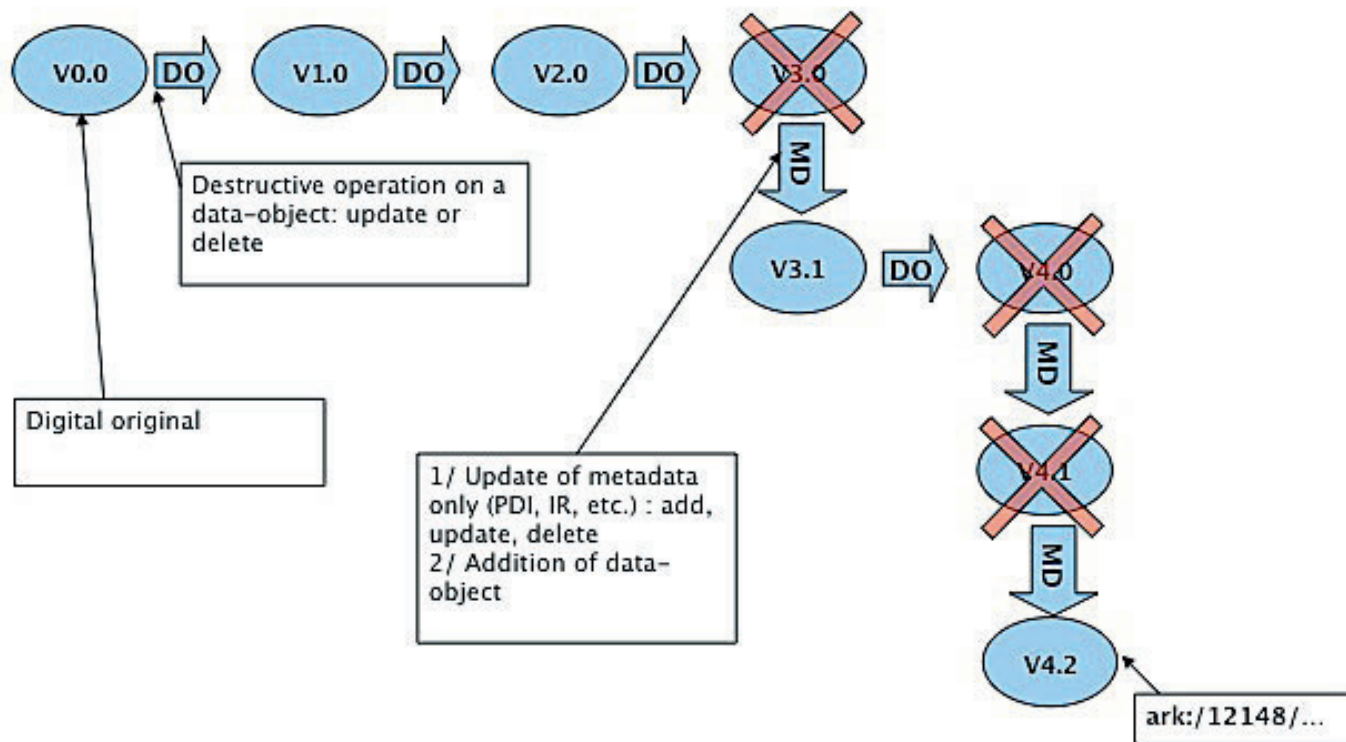 V0.0 DO V1.0 DO V2.0 DO V3.0
MD
Destructive operation on a
data-object: update or
delete
V3.1 DO V4.0
MD
Digital original
1/ Update of metadata
only (PDI, IR, etc.) : add,
update, delete
2/ Addition of data-
object
V4.1
MD
V4.2
ark:/12148/...